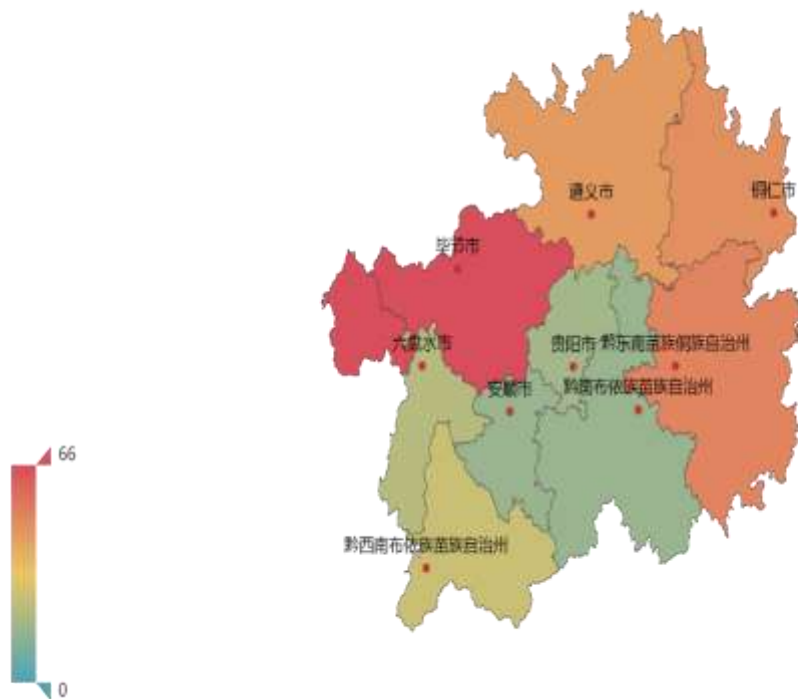 遵义市
铜仁市
毕节市
六盘水市
贵阳市
黔东南苗族侗族自治州
安顺市
黔南布依族苗族自治州
66
黔西南布依族苗族自治州
0